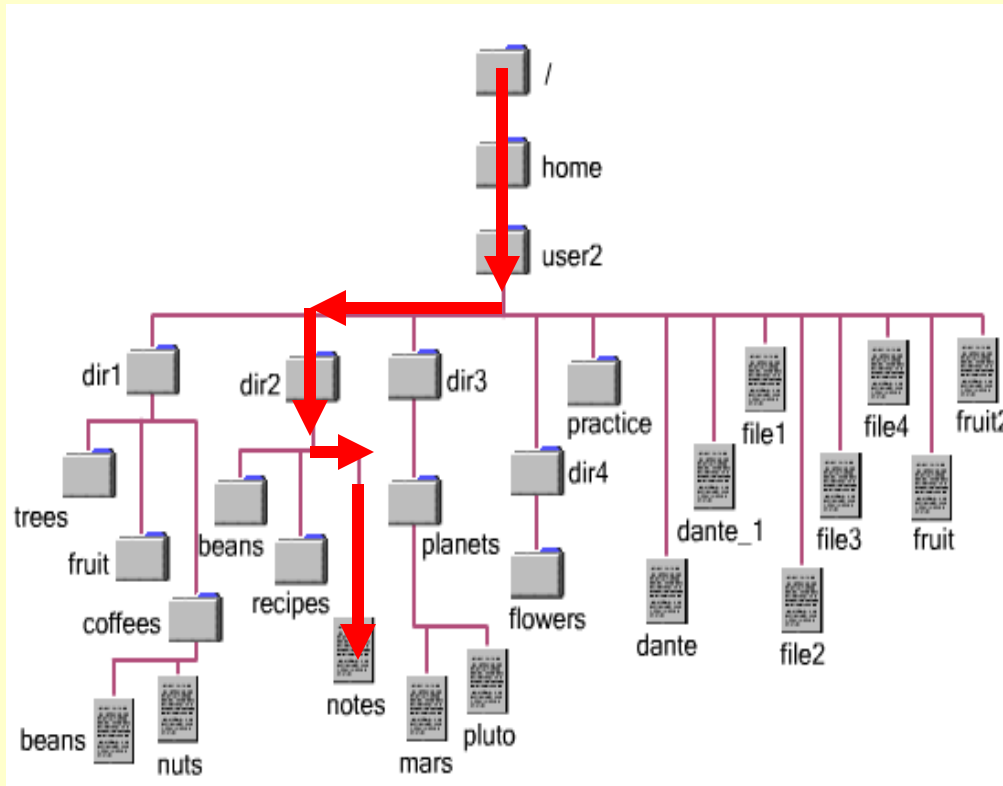 /
home
user2
dir1
dir2
dir3
practice
file1
file4
fruit2
trees
fruit
coffees
beans
recipes
planets
dir4
flowers
dante_1
file3
fruit
dante
file2
notes
beans
nuts
mars
pluto